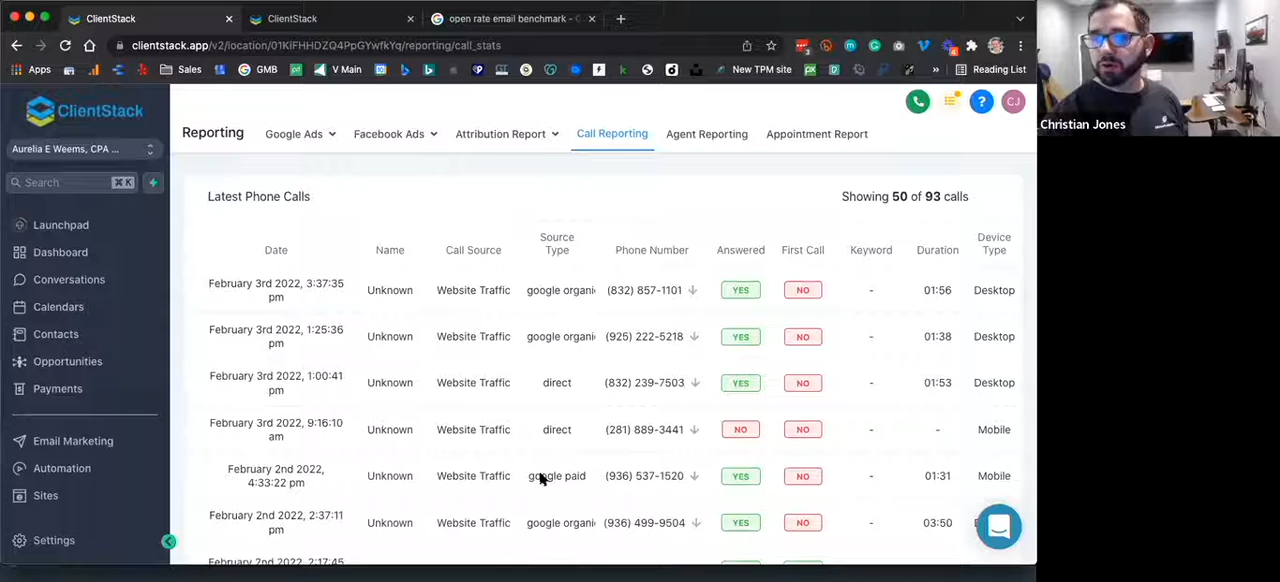 ClientStack
ClientStack
open rate email benchmark -
clientstack.app/v2/location/01KiFHHDZQ4PpGYwfkYq/reporting/call_stats
Apps
Sales
GMB
V Main
New TPM site
»
Reading List
ClientStack
Aurelia E Weems, CPA ...
Search
⌘ K
Launchpad
Dashboard
Conversations
Calendars
Contacts
Opportunities
Payments
Email Marketing
Automation
Sites
Settings
CJ
Reporting
Google Ads
Facebook Ads
Attribution Report
Call Reporting
Agent Reporting
Appointment Report
Latest Phone Calls
Showing 50 of 93 calls
Date
Name
Call Source
Source Type
Phone Number
Answered
First Call
Keyword
Duration
Device Type
February 3rd 2022, 3:37:35 pm
Unknown
Website Traffic
google organi
(832) 857-1101
YES
NO
-
01:56
Desktop
February 3rd 2022, 1:25:36 pm
Unknown
Website Traffic
google organi
(925) 222-5218
YES
NO
-
01:38
Desktop
February 3rd 2022, 1:00:41 pm
Unknown
Website Traffic
direct
(832) 239-7503
YES
NO
-
01:53
Desktop
February 3rd 2022, 9:16:10 am
Unknown
Website Traffic
direct
(281) 889-3441
NO
NO
-
-
Mobile
February 2nd 2022, 4:33:22 pm
Unknown
Website Traffic
google paid
(936) 537-1520
YES
NO
-
01:31
Mobile
February 2nd 2022, 2:37:11 pm
Unknown
Website Traffic
google organi
(936) 499-9504
YES
NO
-
03:50
February 2nd 2022, 2:17:45
Christian Jones